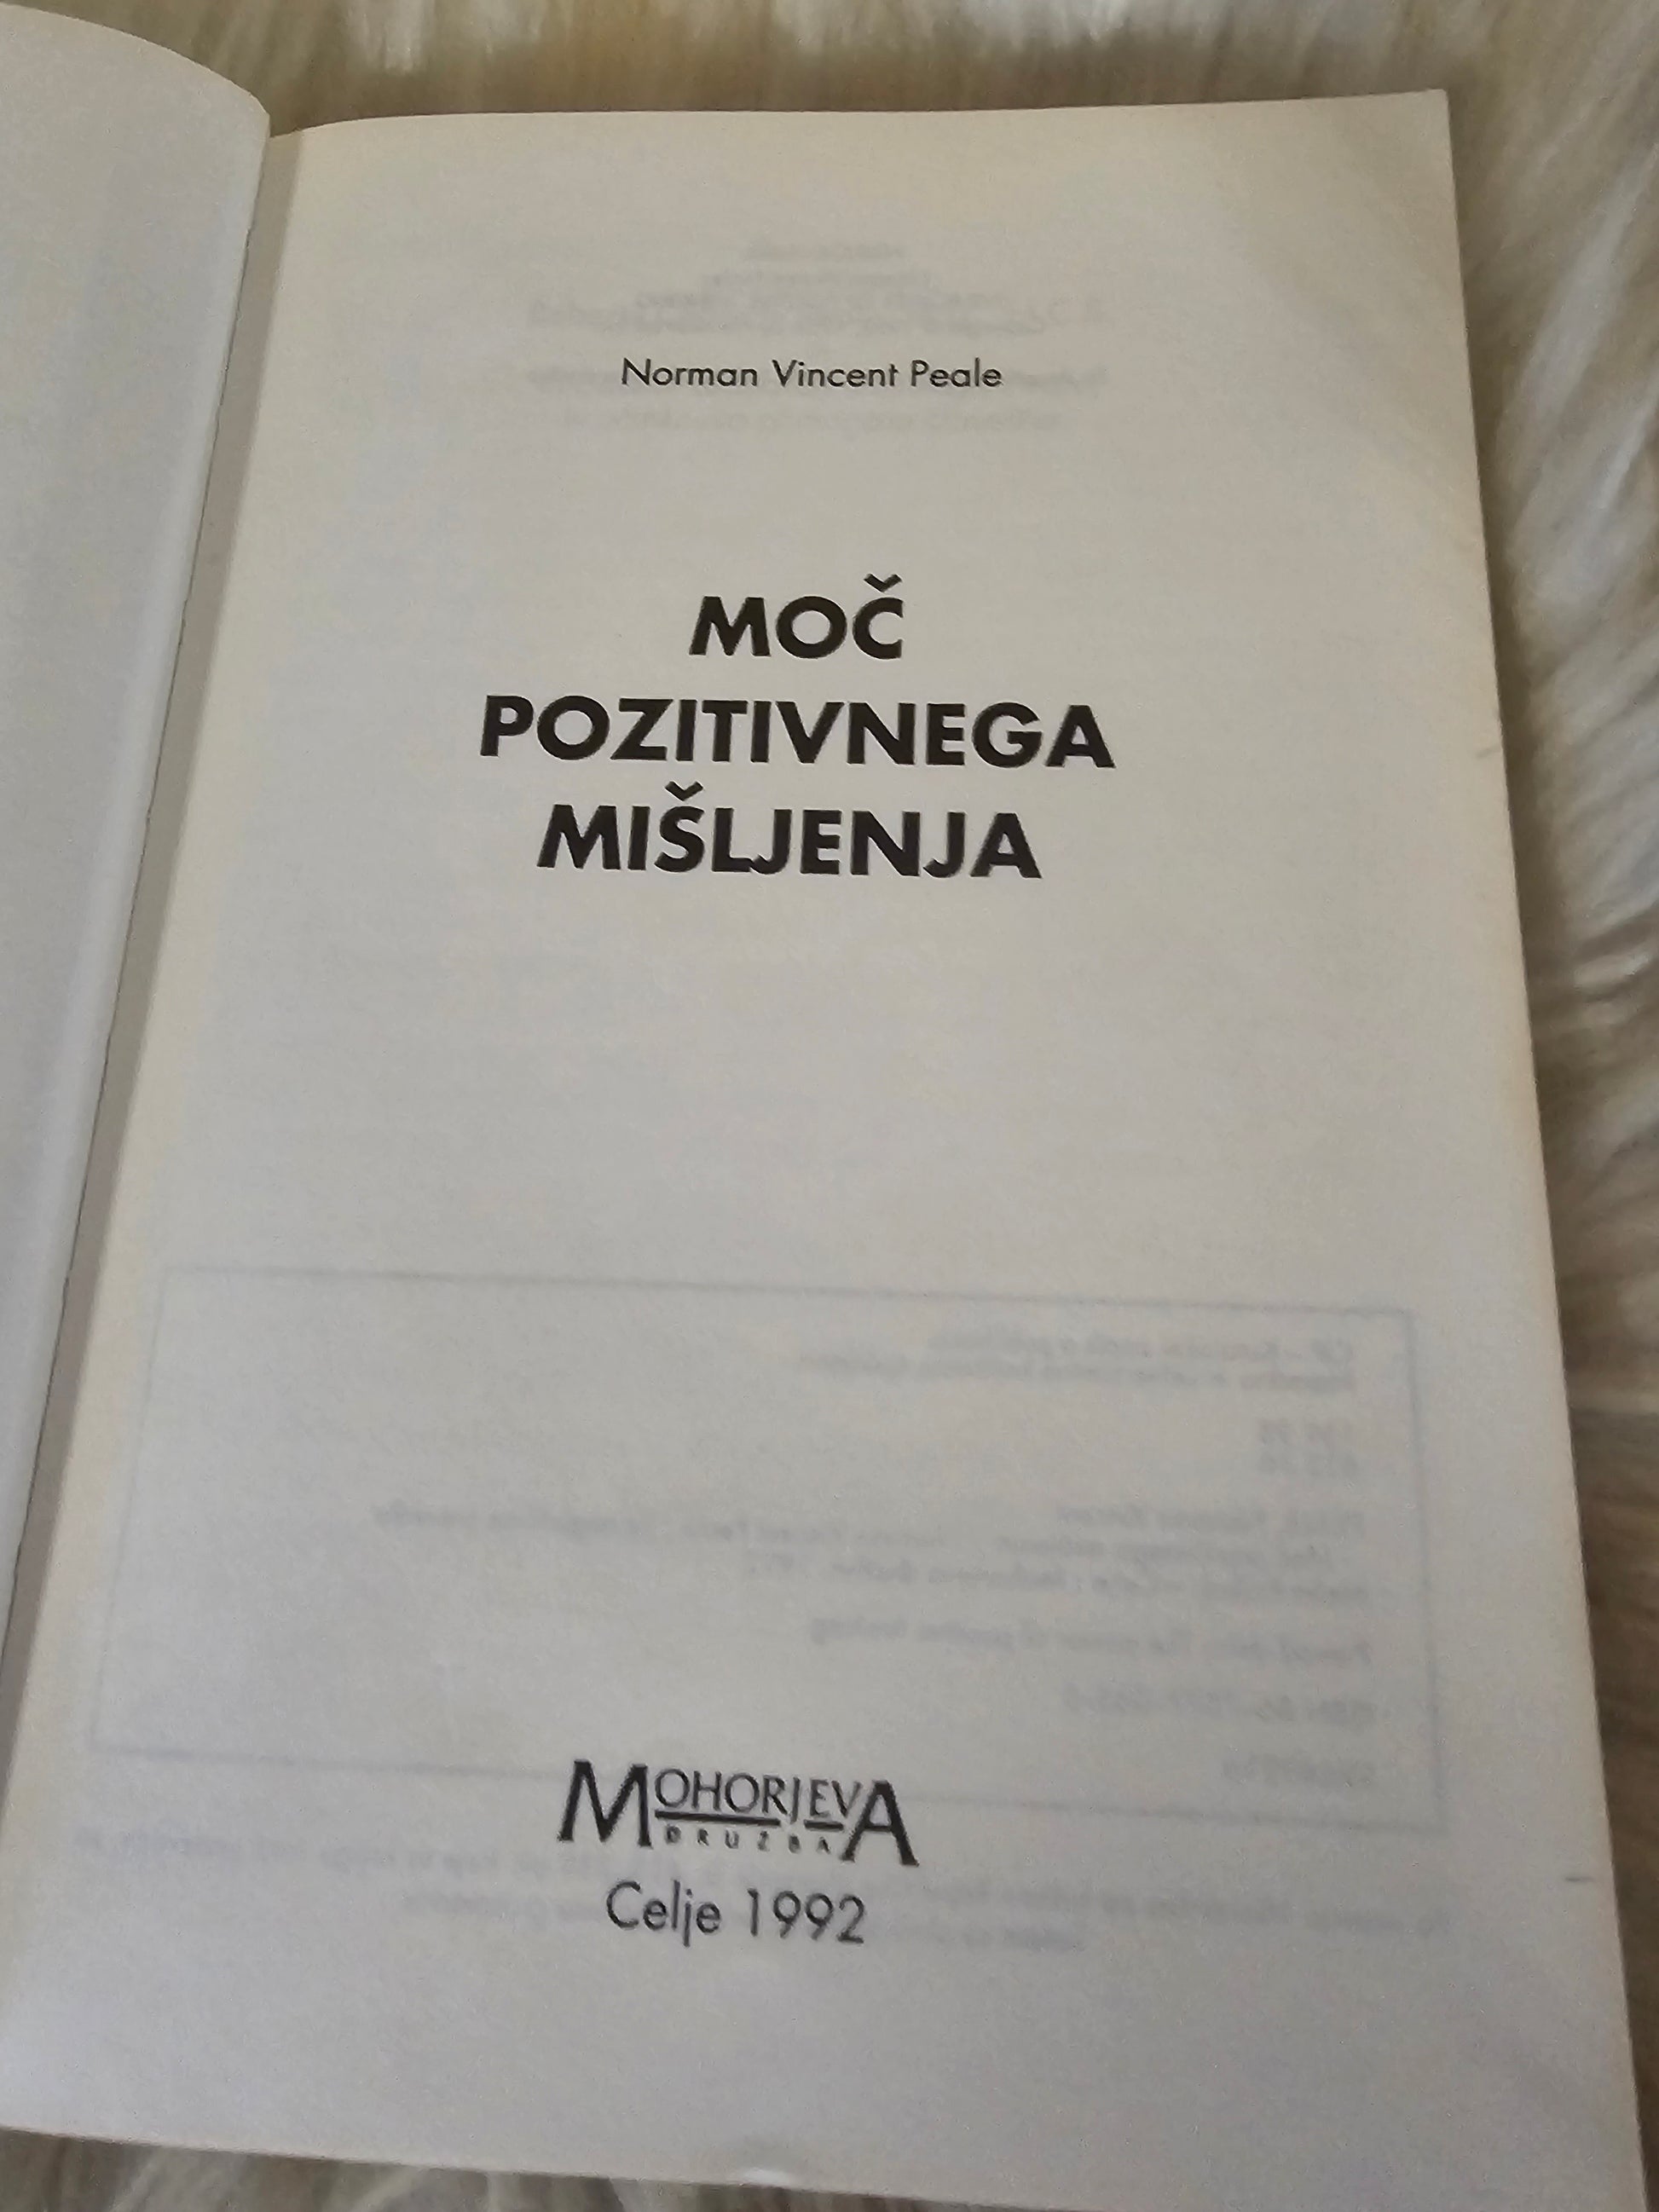 Norman Vincent Peale
MOČ
POZITIVNEGA
MIŠLJENJA
MOHORJEVA
DRUŽBA
Celje 1992